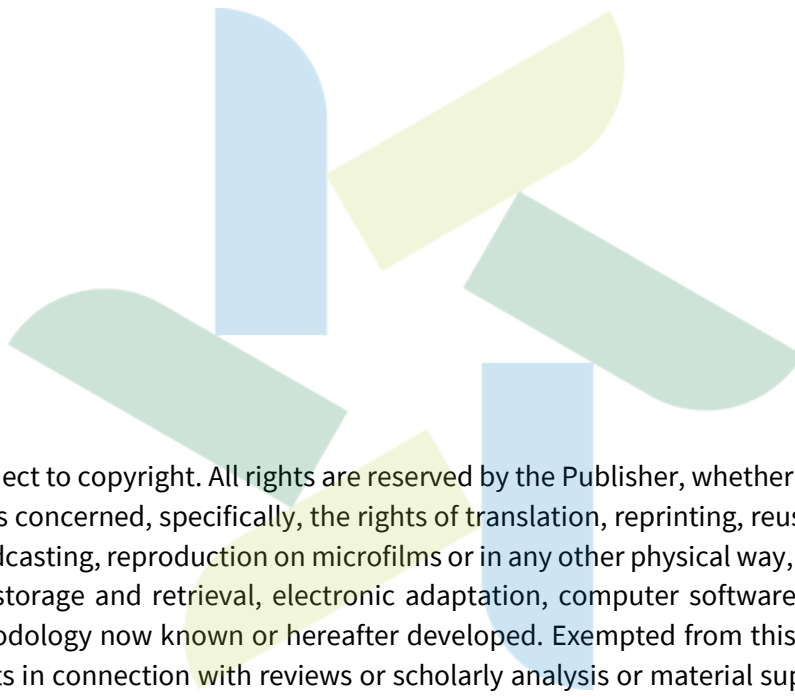 ect to copyright. All rights are reserved by the Publisher, whether
s concerned, specifically, the rights of translation, reprinting, reus
dcasting, reproduction on microfilms or in any other physical way,
storage and retrieval, electronic adaptation, computer software
odology now known or hereafter developed. Exempted from this
ts in connection with reviews or scholarly analysis or material sup